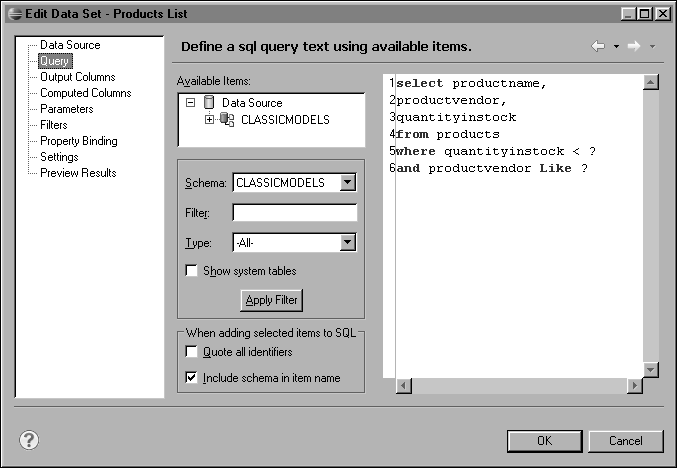 Edit Data Set - Products List
Data Source
Query
Output Columns
Computed Columns
Parameters
Filters
Property Binding
Settings
Preview Results
Define a sql query text using available items.
Available Items:
Data Source
CLASSICMODELS
Schema: CLASSICMODELS
Filter:
Type: -All-
Show system tables
Apply Filter
When adding selected items to SQL
Quote all identifiers
Include schema in item name
1select productname,
2productvendor,
3quantityinstock
4from products
5where quantityinstock < ?
6and productvendor Like ?
?
OK Cancel